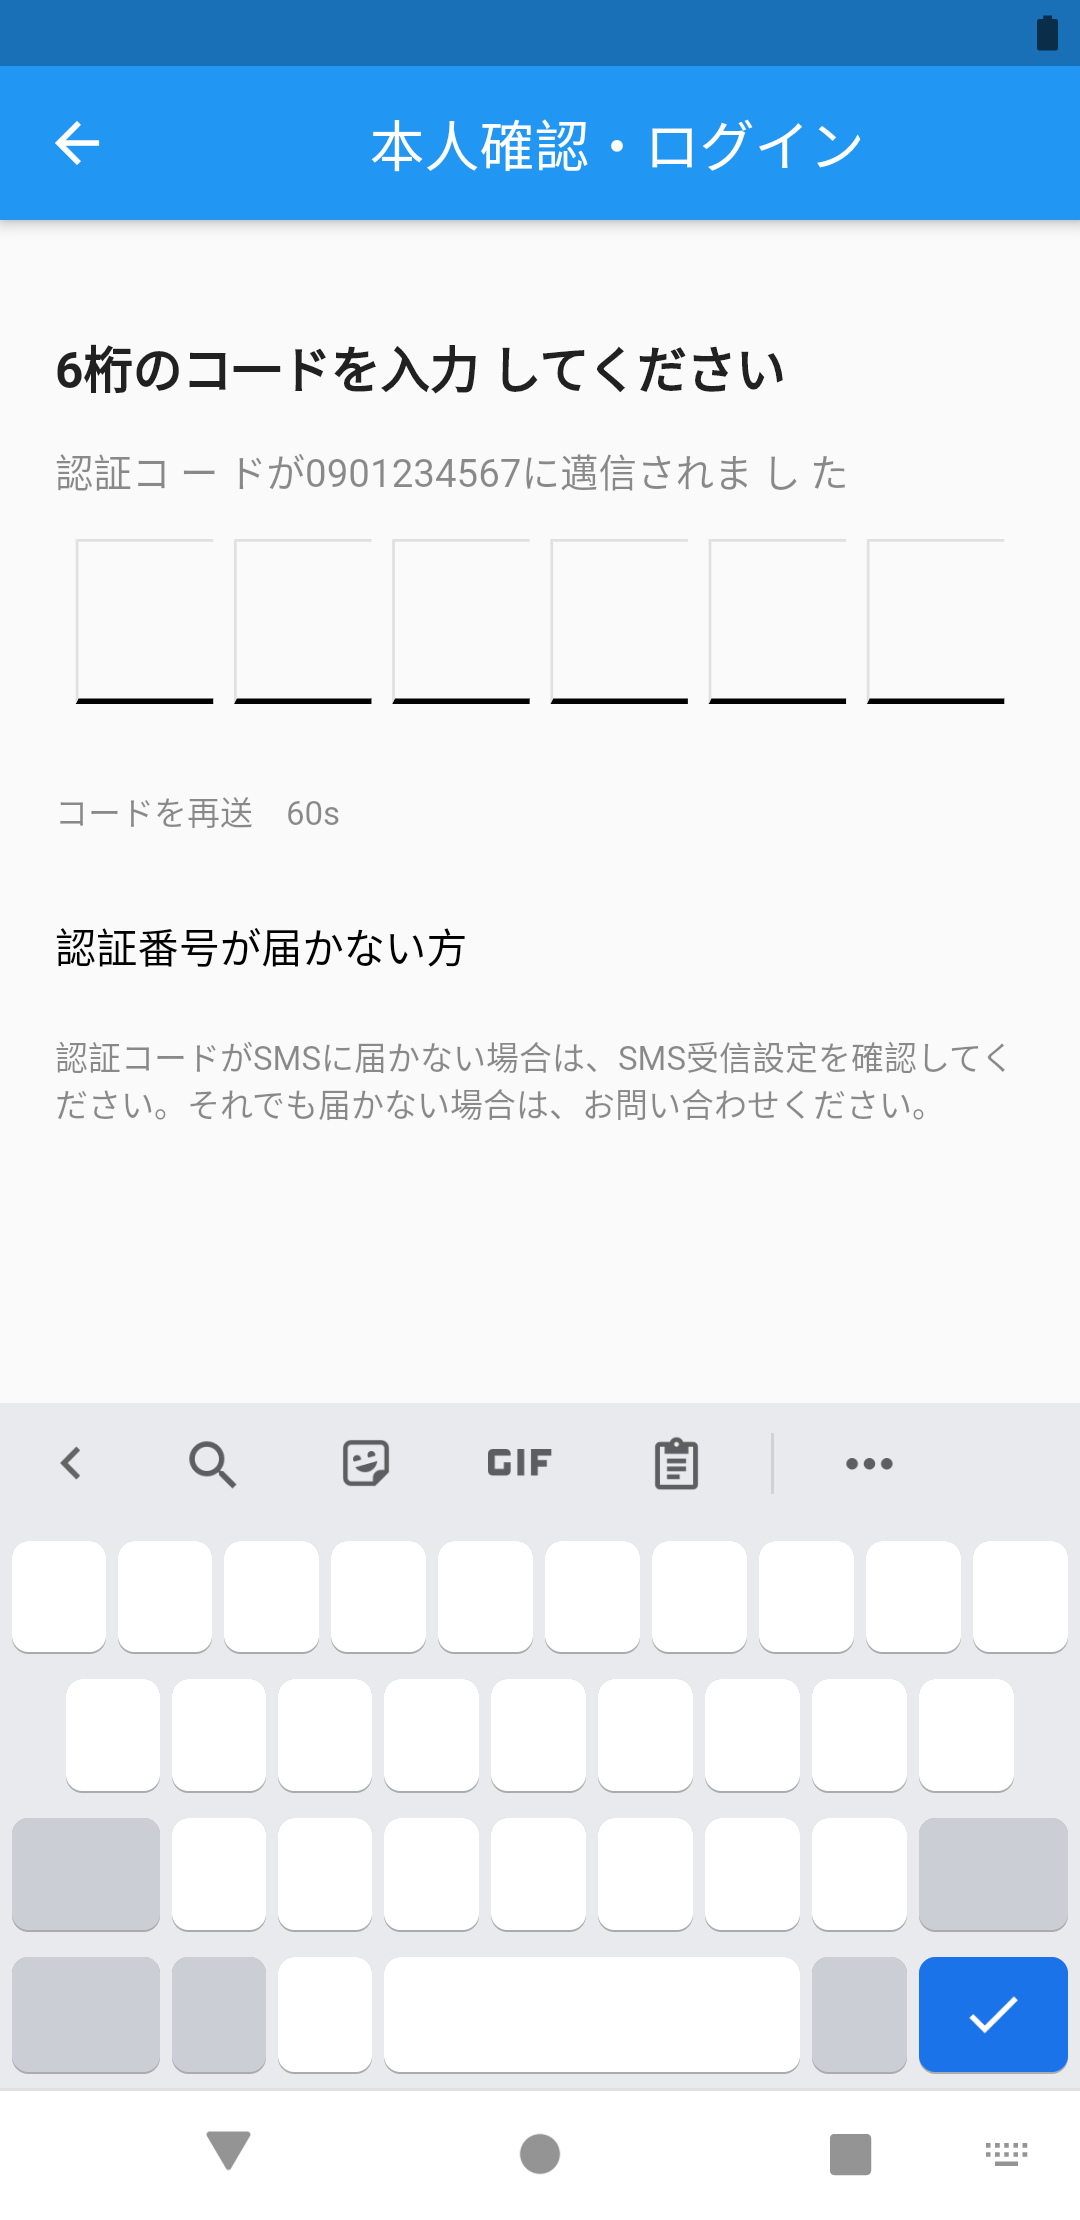 本人確認・ログイン
6桁のコードを入力 してください
認証コ ー ドが0901234567に邁信されま し た
コードを再送　60s
認証番号が届かない方
認証コードがSMSに届かない場合は、SMS受信設定を確認してく
ださい。それでも届かない場合は、お問い合わせください。
GIF